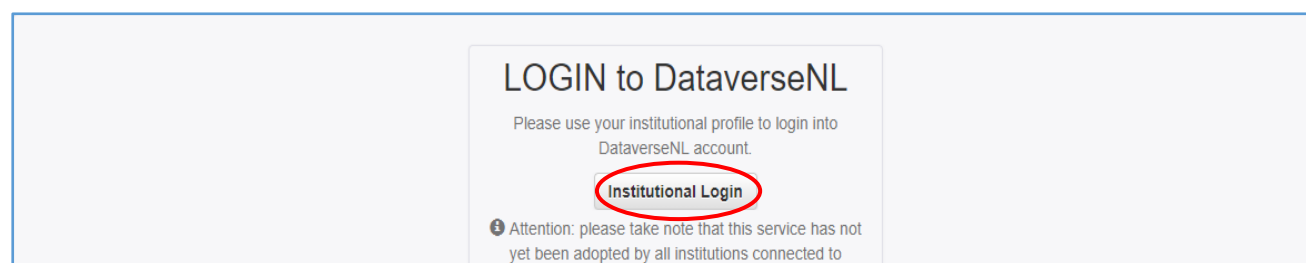 LOGIN to DataverseNL
Please use your institutional profile to login into
DataverseNL account.
Institutional Login
Attention: please take note that this service has not
yet been adopted by all institutions connected to